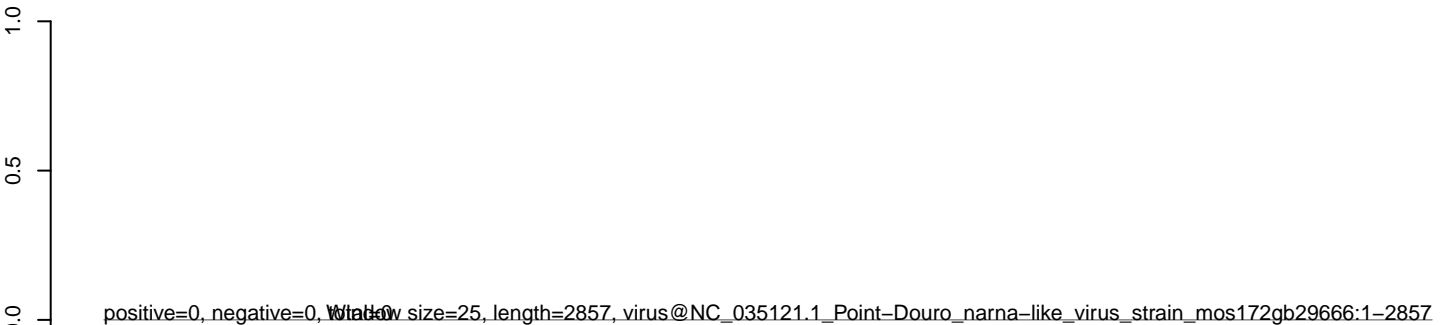 1.0
0.5
0.0
positive=0, negative=0, total=0
Window size=25, length=2857, virus@NC_035121.1_Point−Douro_narna−like_virus_strain_mos172gb29666:1−2857